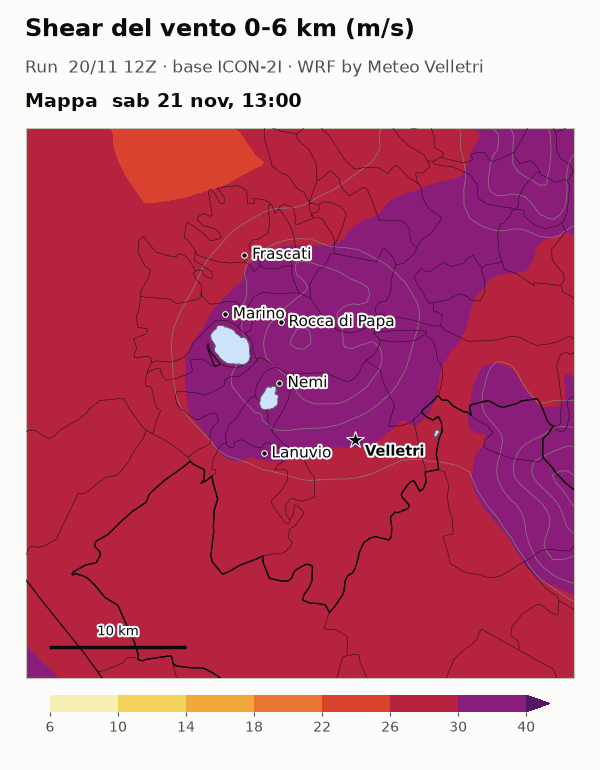 Shear del vento 0-6 km (m/s)
Run  20/11 12Z · base ICON-2I · WRF by Meteo Velletri
Mappa  sab 21 nov, 13:00
Frascati
Marino
Rocca di Papa
Nemi
Velletri
Lanuvio
10 km
6 10 14 18 22 26 30 40